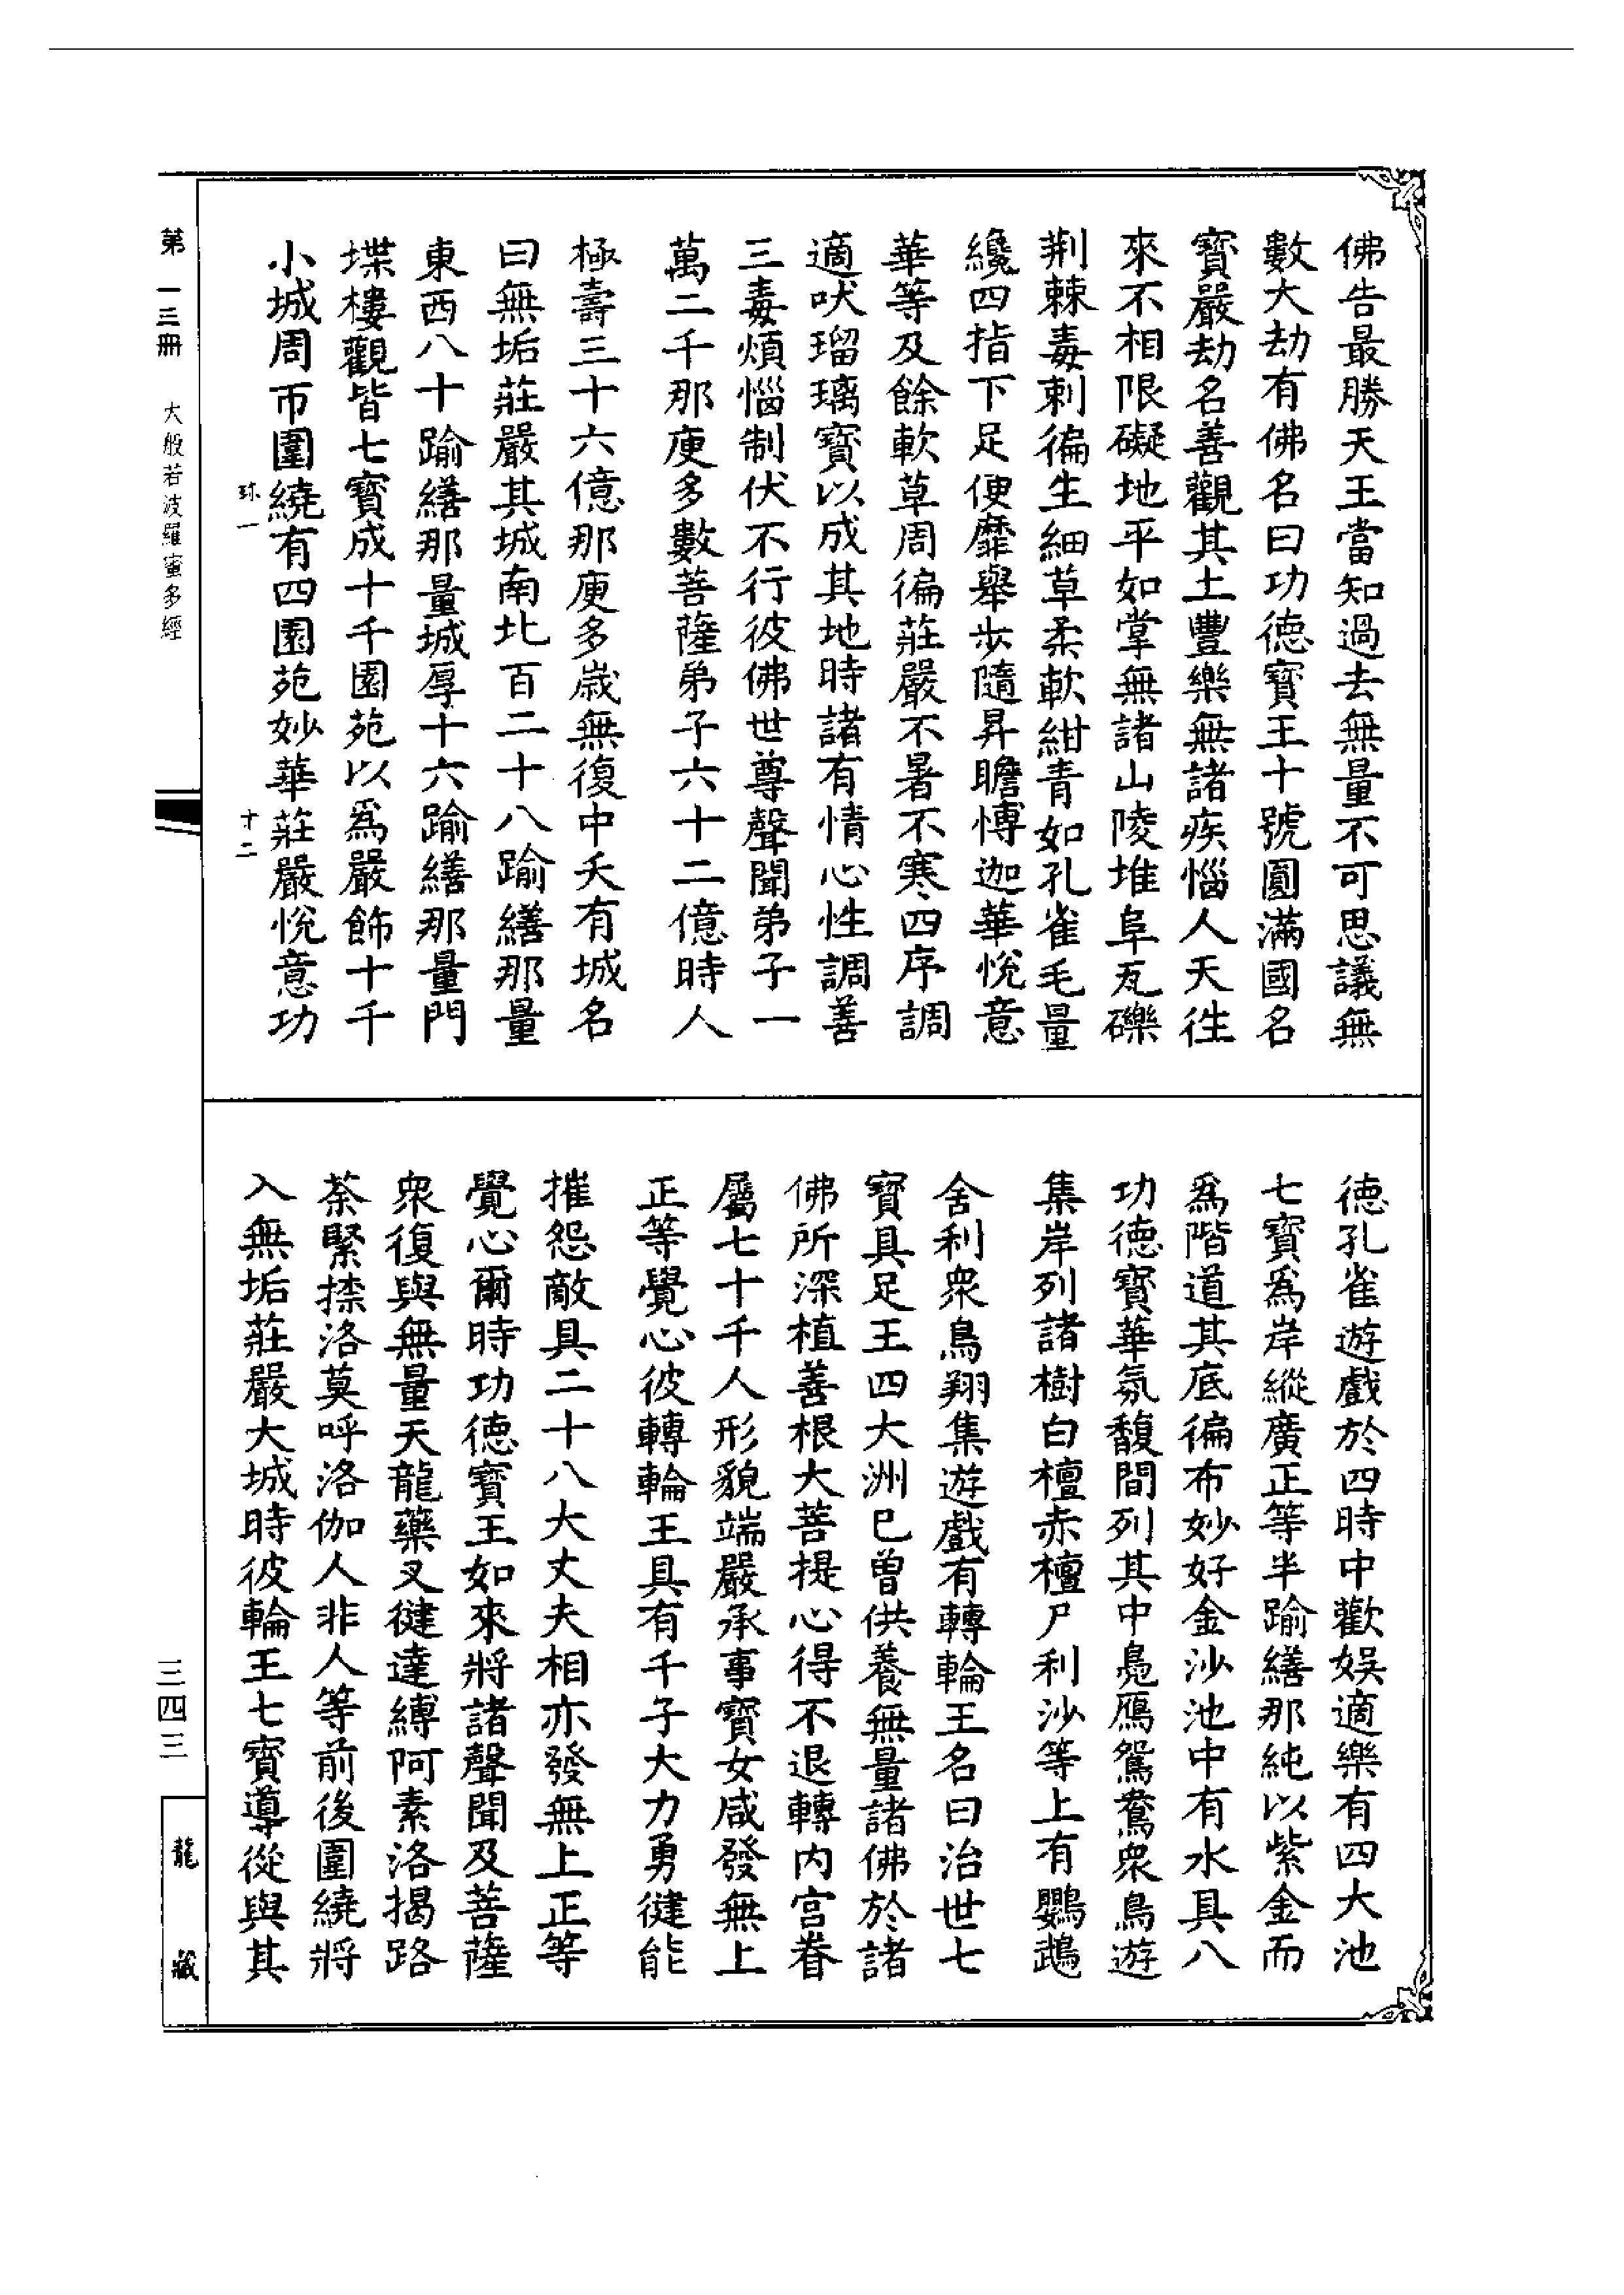 佛告最勝天王當知過去無量不可思議無
數大劫有佛名曰功德寶王十號圓滿國名
寶嚴劫名善觀其土豐樂無諸疾惱人天往
來不相限礙地平如掌無諸山陵堆阜瓦礫
荆棘毒刺徧生細草柔軟紺青如孔雀毛量
纔四指下足便靡舉步隨昇瞻愽迦華悅意
華等及餘軟草周徧莊嚴不暑不寒四序調
適吠瑠璃寶以成其地時諸有情心性調善
三毒煩惱制伏不行彼佛世尊聲聞弟子一
萬二千那庾多數菩薩弟子六十二億時人
極壽三十六億那庾多歲無復中夭有城名
曰無垢莊嚴其城南北百二十八踰繕那量
東西八十踰繕那量城厚十六踰繕那量門
堞樓觀皆七寶成十千園苑以爲嚴飾十千
小城周帀圍繞有四園苑妙華莊嚴悅意功
珠一 十二
德孔雀遊戲於四時中歡娛適樂有四大池
七寶爲岸縱廣正等半踰繕那純以紫金而
爲階道其底徧布妙好金沙池中有水具八
功德寶華氛馥間列其中鳧鴈鴛鴦衆鳥遊
集岸列諸樹白檀赤檀尸利沙等上有鸚鵡
舍利衆鳥翔集遊戲有轉輪王名曰治世七
寶具足王四大洲已曾供養無量諸佛於諸
佛所深植善根大菩提心得不退轉内宮眷
屬七十千人形貌端嚴承事寶女咸發無上
正等覺心彼轉輪王具有千子大力勇健能
摧怨敵具二十八大丈夫相亦發無上正等
覺心爾時功德寶王如來將諸聲聞及菩薩
衆復與無量天龍藥叉健達縛阿素洛揭路
荼緊捺洛莫呼洛伽人非人等前後圍繞將
入無垢莊嚴大城時彼輪王七寶導從與其
第一三册 大般若波羅蜜多經
三四三
龍藏